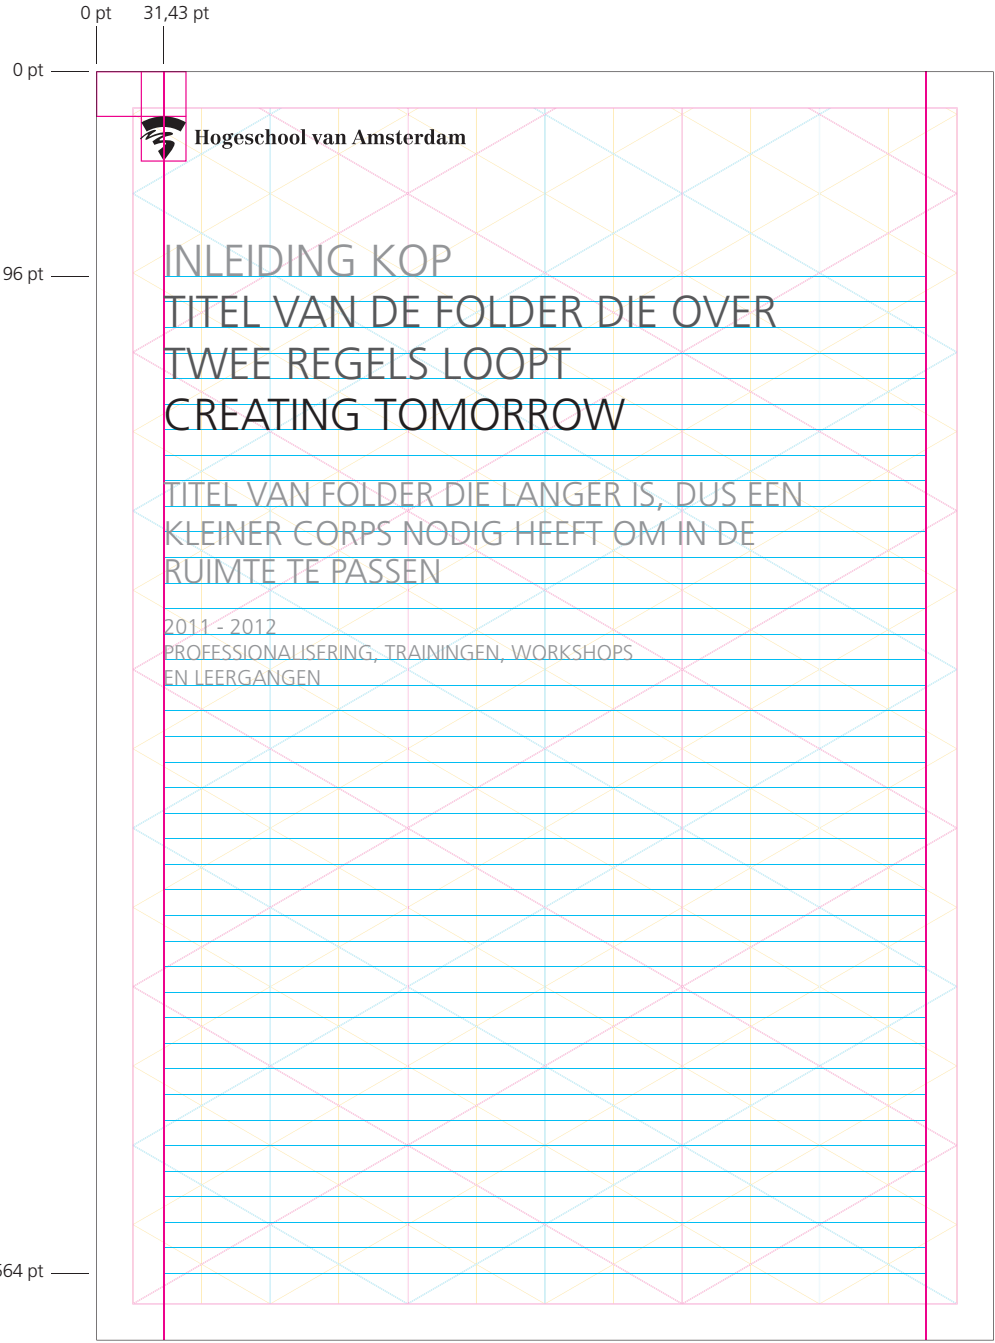 0 pt 31,43 pt
0 pt
Hogeschool van Amsterdam
96 pt
INLEIDING KOP
TITEL VAN DE FOLDER DIE OVER
TWEE REGELS LOOPT
CREATING TOMORROW
TITEL VAN FOLDER DIE LANGER IS, DUS EEN
KLEINER CORPS NODIG HEEFT OM IN DE
RUIMTE TE PASSEN
2011 - 2012
PROFESSIONALISERING, TRAININGEN, WORKSHOPS
EN LEERGANGEN
564 pt